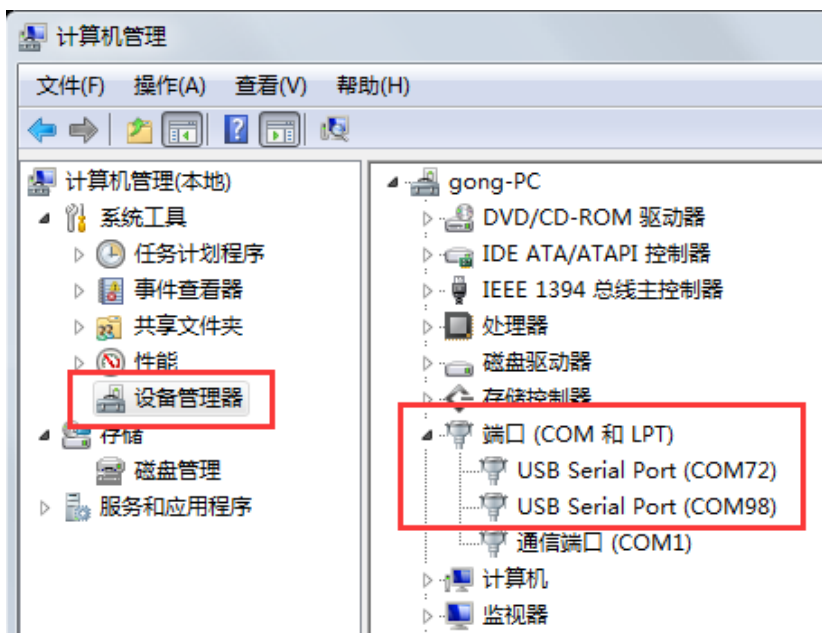 计算机管理
文件(F) 操作(A) 查看(V) 帮助(H)
计算机管理(本地)
系统工具
任务计划程序
事件查看器
共享文件夹
性能
设备管理器
存储
磁盘管理
服务和应用程序
gong-PC
DVD/CD-ROM 驱动器
IDE ATA/ATAPI 控制器
IEEE 1394 总线主控制器
处理器
磁盘驱动器
存储控制器
端口 (COM 和 LPT)
USB Serial Port (COM72)
USB Serial Port (COM98)
通信端口 (COM1)
计算机
监视器